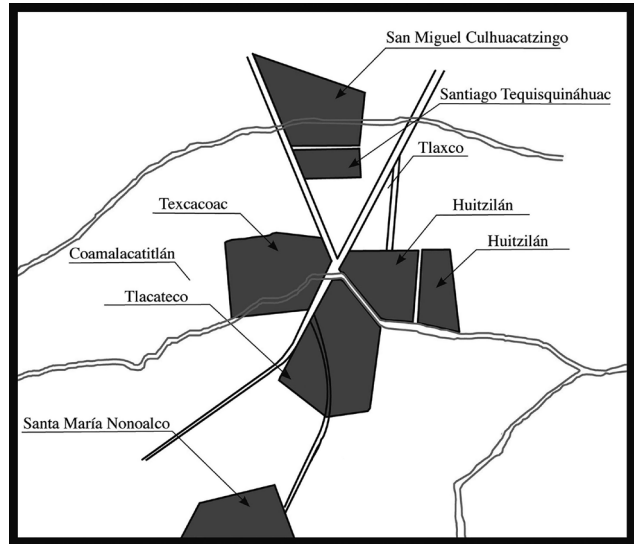 San Miguel Culhuacatzingo
Santiago Tequisquináhuac
Tlaxco
Texcacoac
Huitzilán
Huitzilán
Coamalacatitlán
Tlacateco
Santa María Nonoalco